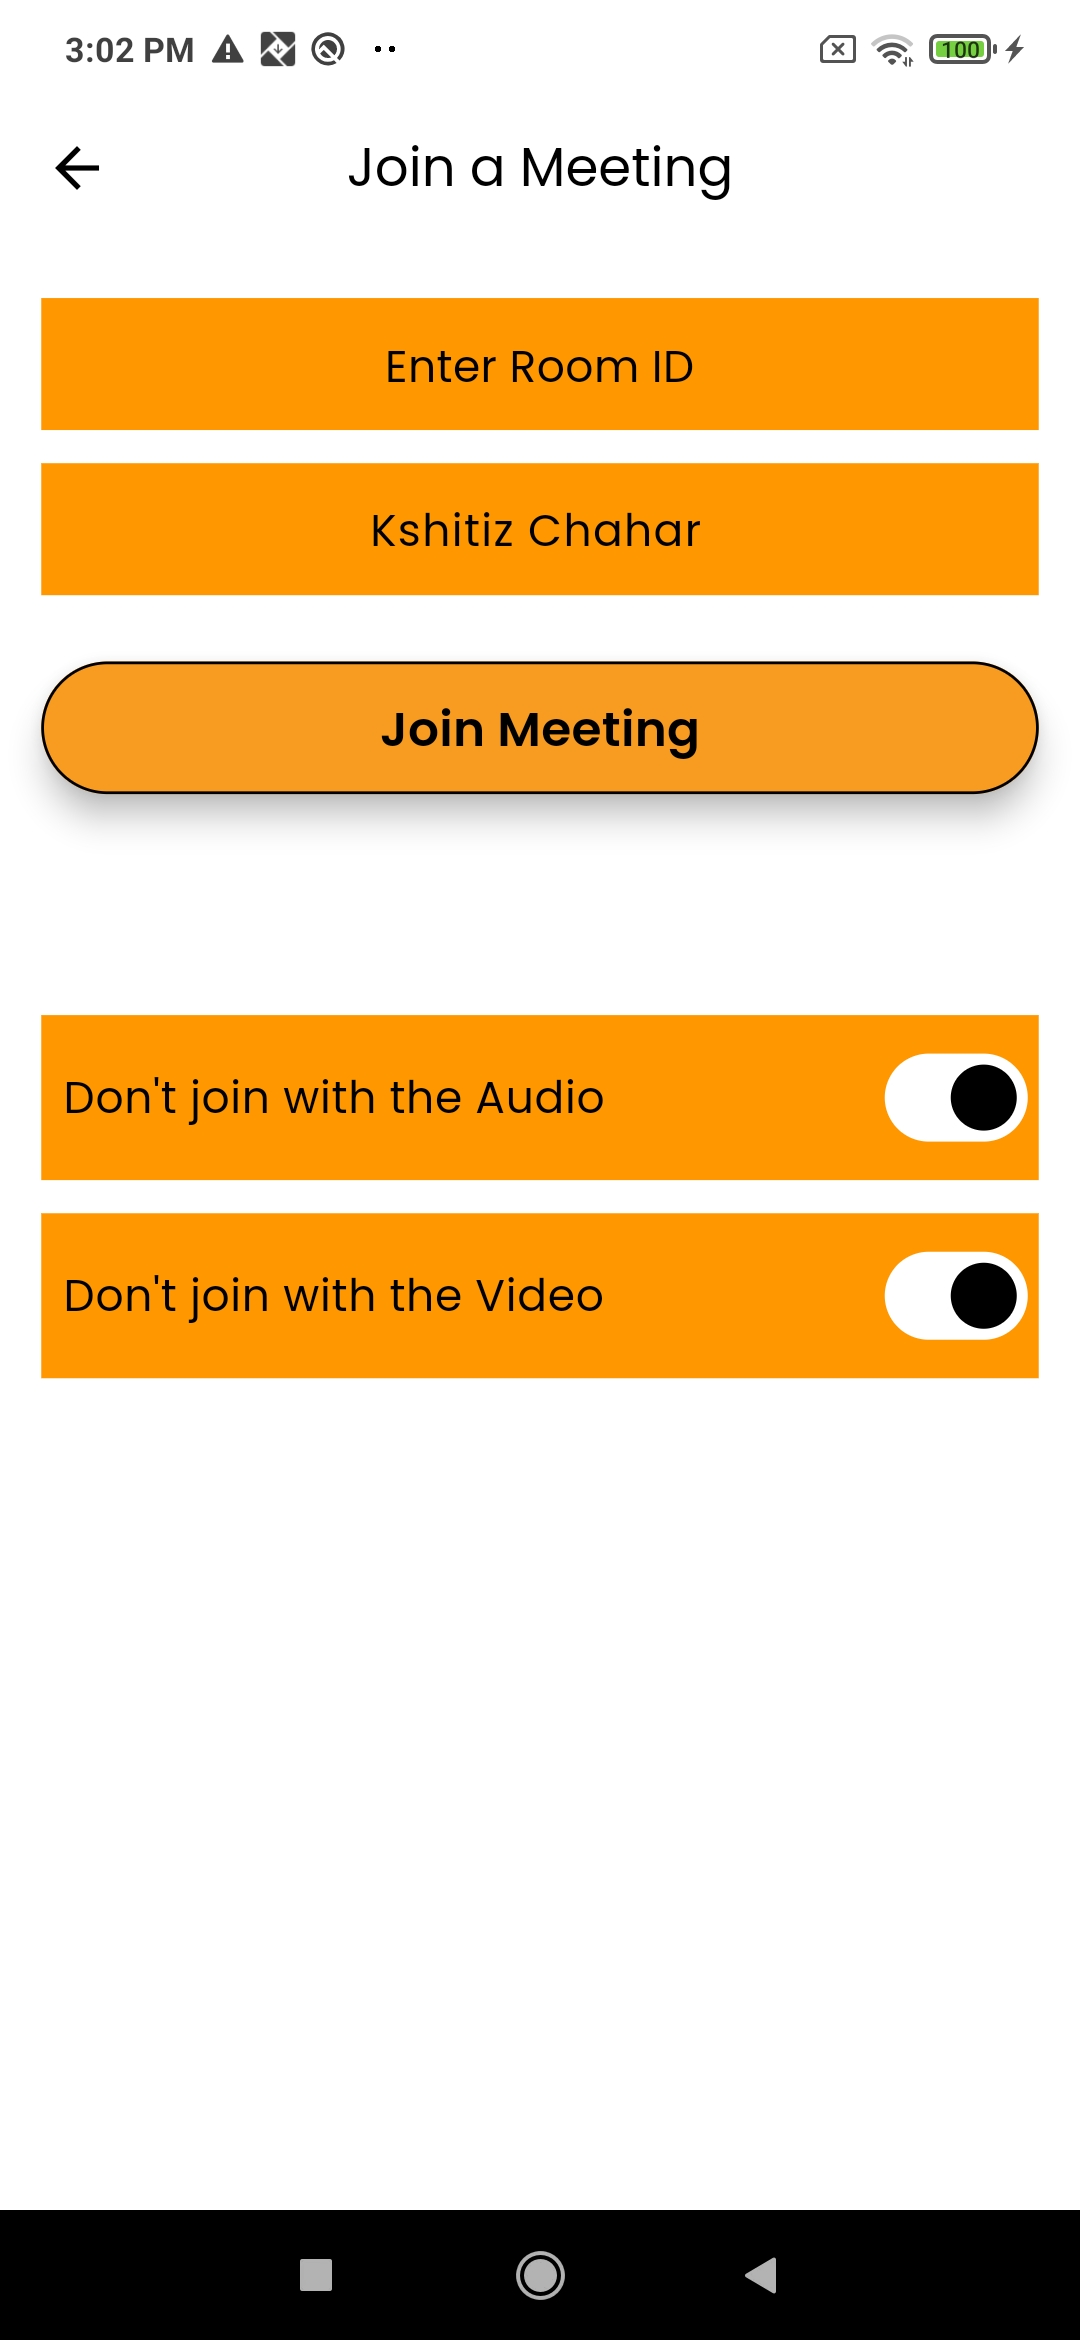 3:02 PM
100
Join a Meeting
Enter Room ID
Kshitiz Chahar
Join Meeting
Don't join with the Audio
Don't join with the Video